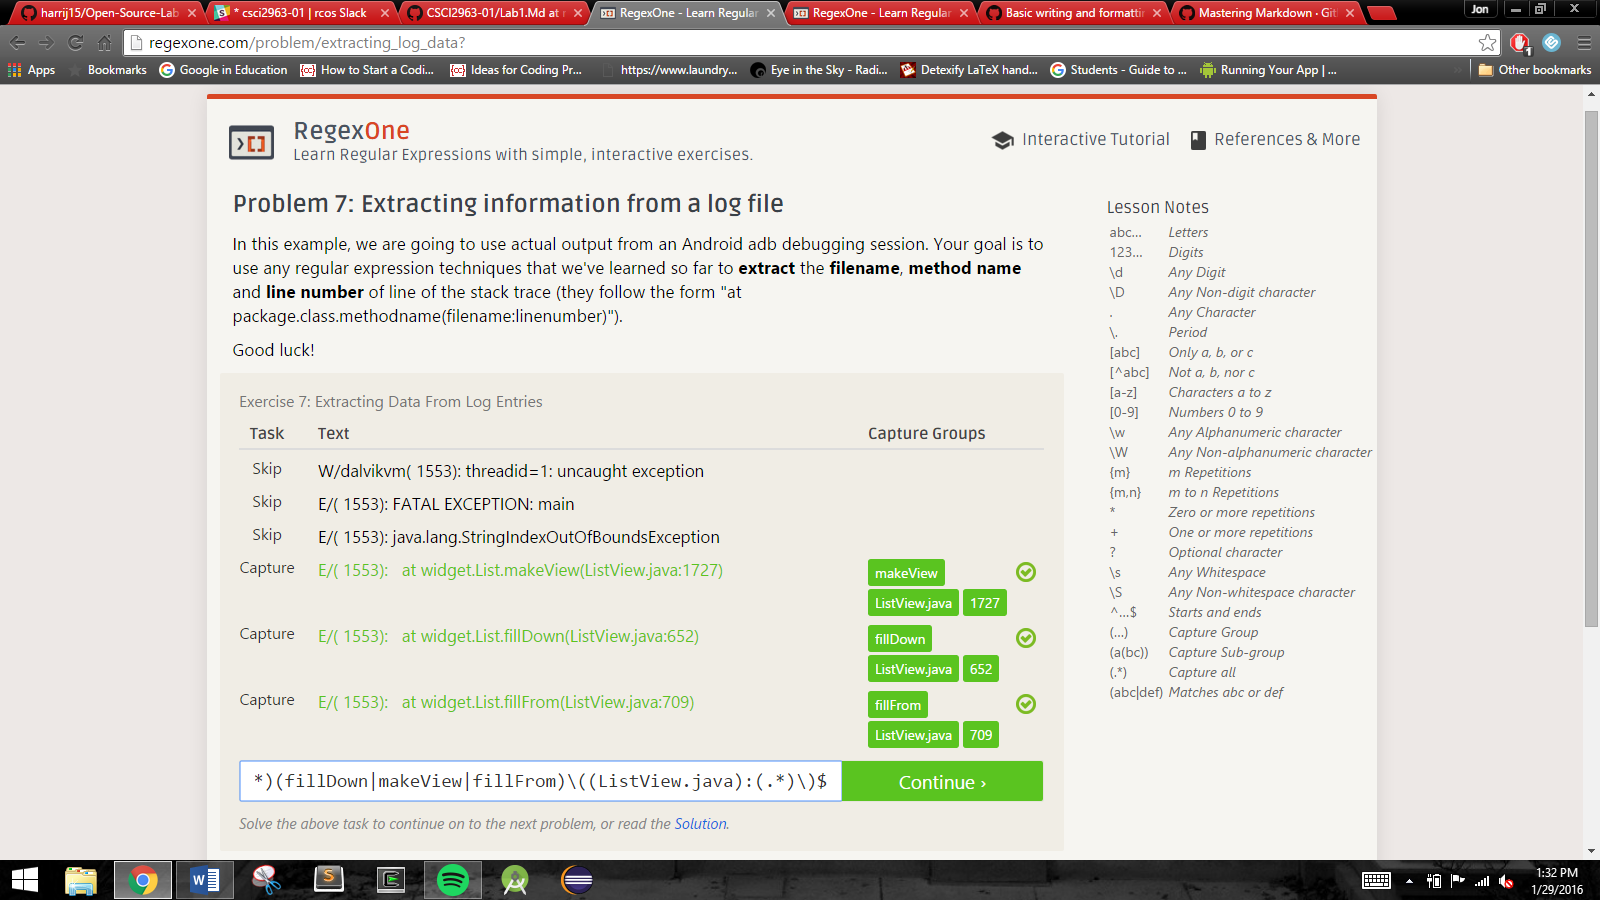 harrij15/Open-Source-Lab
* csci2963-01 | rcos Slack
CSCI2963-01/Lab1.Md at
RegexOne - Learn Regular
RegexOne - Learn Regular
Basic writing and formatti
Mastering Markdown · Git
Jon
regexone.com/problem/extracting_log_data?
1
Apps
Bookmarks
Google in Education
How to Start a Codi...
Ideas for Coding Pr...
https://www.laundry...
Eye in the Sky - Radi...
Detexify LaTeX hand...
Students - Guide to ...
Running Your App | ...
Other bookmarks
RegexOne
Learn Regular Expressions with simple, interactive exercises.
Interactive Tutorial
References & More
Problem 7: Extracting information from a log file
In this example, we are going to use actual output from an Android adb debugging session. Your goal is to
use any regular expression techniques that we've learned so far to extract the filename, method name
and line number of line of the stack trace (they follow the form "at
package.class.methodname(filename:linenumber)").
Good luck!
Exercise 7: Extracting Data From Log Entries
Task Text Capture Groups
Skip W/dalvikvm( 1553): threadid=1: uncaught exception
Skip E/( 1553): FATAL EXCEPTION: main
Skip E/( 1553): java.lang.StringIndexOutOfBoundsException
Capture E/( 1553):   at widget.List.makeView(ListView.java:1727) makeView
ListView.java 1727
Capture E/( 1553):   at widget.List.fillDown(ListView.java:652) fillDown
ListView.java 652
Capture E/( 1553):   at widget.List.fillFrom(ListView.java:709) fillFrom
ListView.java 709
*)(fillDown|makeView|fillFrom)\((ListView.java):(.*)\)$
Continue ›
Solve the above task to continue on to the next problem, or read the Solution.
Lesson Notes
abc... Letters
123... Digits
\d Any Digit
\D Any Non-digit character
. Any Character
\. Period
[abc] Only a, b, or c
[^abc] Not a, b, nor c
[a-z] Characters a to z
[0-9] Numbers 0 to 9
\w Any Alphanumeric character
\W Any Non-alphanumeric character
{m} m Repetitions
{m,n} m to n Repetitions
* Zero or more repetitions
+ One or more repetitions
? Optional character
\s Any Whitespace
\S Any Non-whitespace character
^...$ Starts and ends
(...) Capture Group
(a(bc)) Capture Sub-group
(.*) Capture all
(abc|def) Matches abc or def
1:32 PM
1/29/2016